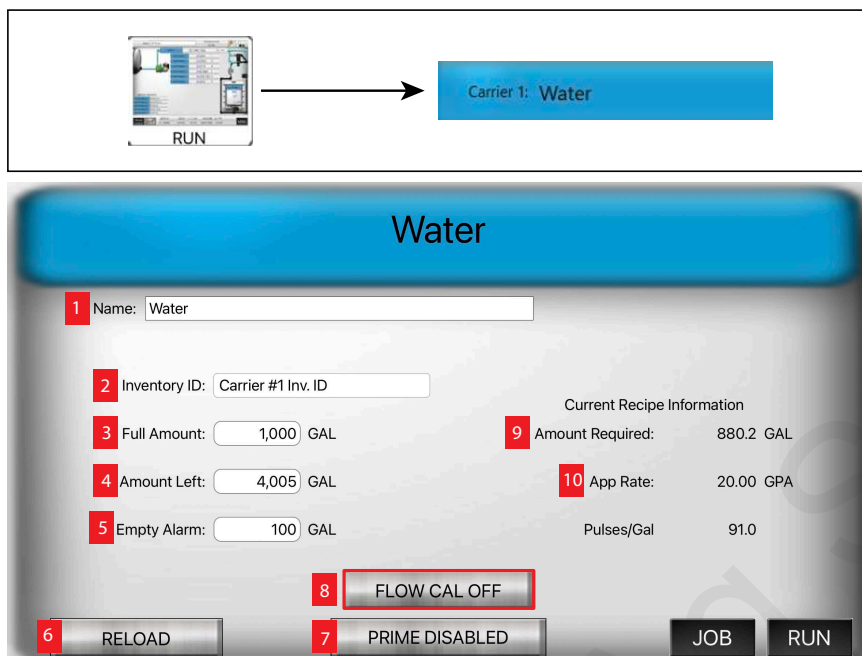 RUN
Carrier 1: Water
Water
1 Name: Water
2 Inventory ID: Carrier #1 Inv. ID
Current Recipe Information
3 Full Amount: 1,000 GAL
9 Amount Required: 880.2 GAL
4 Amount Left: 4,005 GAL
10 App Rate: 20.00 GPA
5 Empty Alarm: 100 GAL
Pulses/Gal 91.0
8 FLOW CAL OFF
6 RELOAD
7 PRIME DISABLED
JOB
RUN